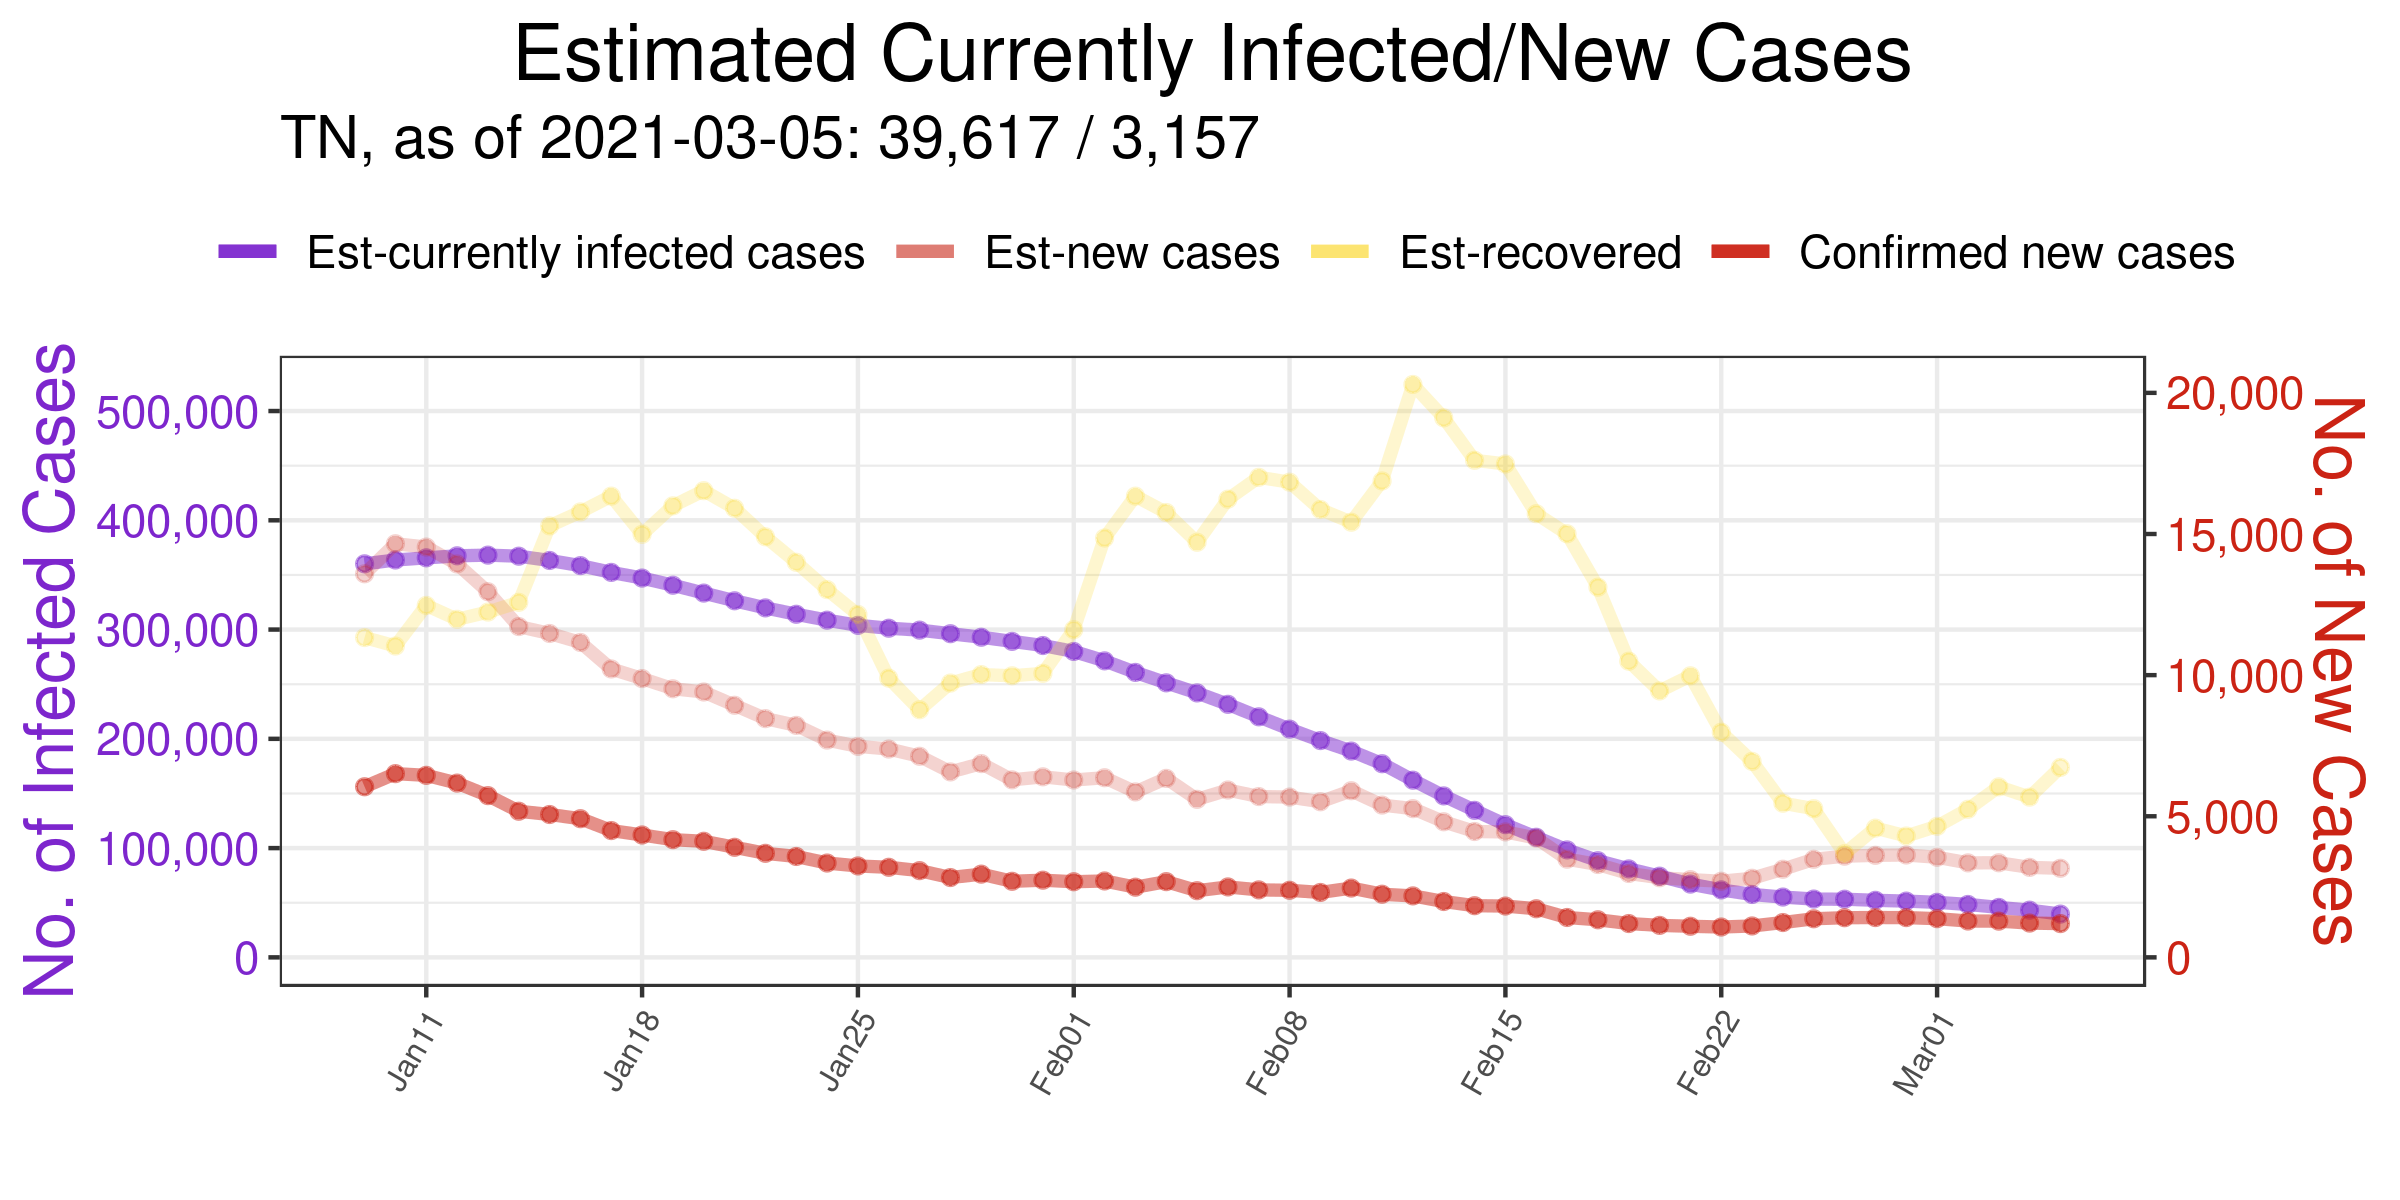 Estimated Currently Infected/New Cases
TN, as of 2021-03-05: 39,617 / 3,157
Est-currently infected cases
Est-new cases
Est-recovered
Confirmed new cases
No. of Infected Cases
500,000
400,000
300,000
200,000
100,000
0
20,000
15,000
10,000
5,000
0
No. of New Cases
Jan11
Jan18
Jan25
Feb01
Feb08
Feb15
Feb22
Mar01